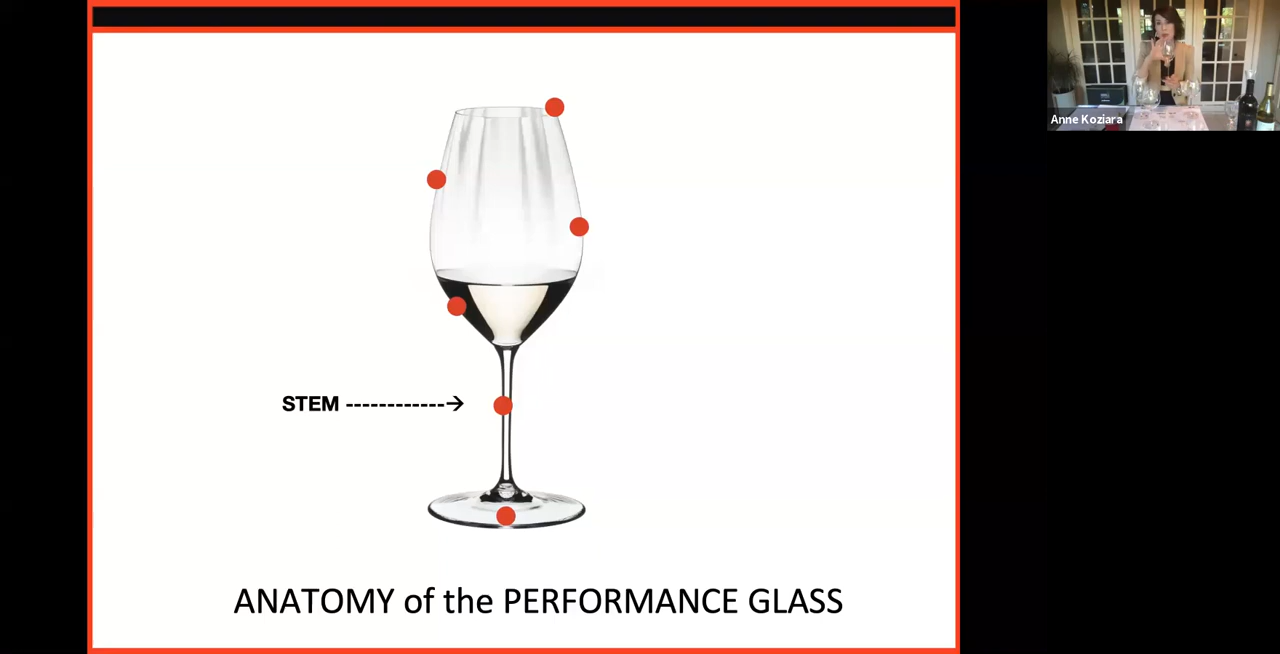 Anne Koziara
STEM ------------→
ANATOMY of the PERFORMANCE GLASS